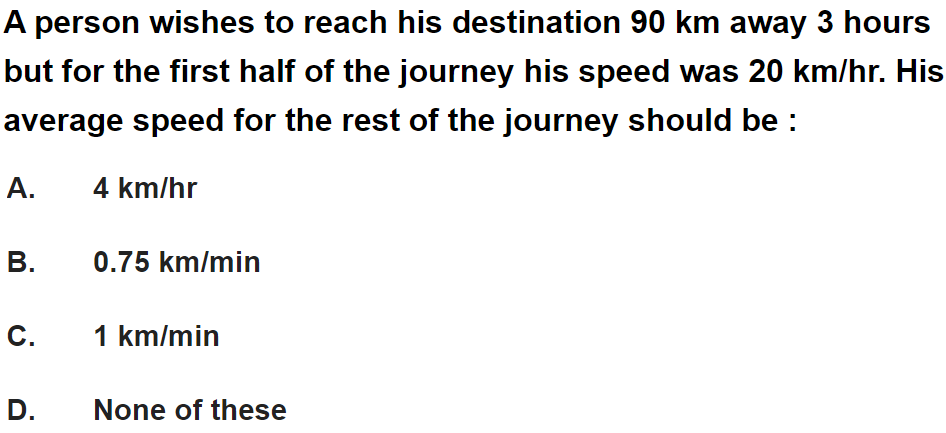 A person wishes to reach his destination 90 km away 3 hours
but for the first half of the journey his speed was 20 km/hr. His
average speed for the rest of the journey should be :
A. 4 km/hr
B. 0.75 km/min
C. 1 km/min
D. None of these